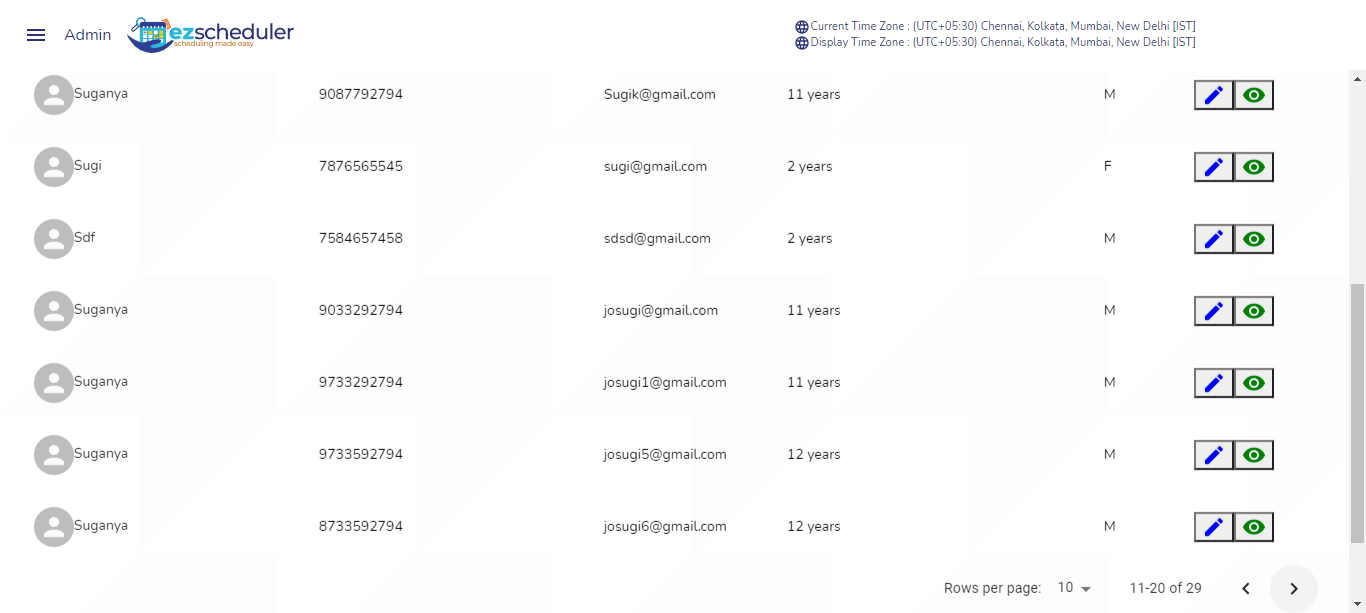 Admin
ezscheduler
scheduling made easy
Current Time Zone : (UTC+05:30) Chennai, Kolkata, Mumbai, New Delhi [IST]
Display Time Zone : (UTC+05:30) Chennai, Kolkata, Mumbai, New Delhi [IST]
Suganya 9087792794 Sugik@gmail.com 11 years M
Sugi 7876565545 sugi@gmail.com 2 years F
Sdf 7584657458 sdsd@gmail.com 2 years M
Suganya 9033292794 josugi@gmail.com 11 years M
Suganya 9733292794 josugi1@gmail.com 11 years M
Suganya 9733592794 josugi5@gmail.com 12 years M
Suganya 8733592794 josugi6@gmail.com 12 years M
Rows per page: 10 11-20 of 29